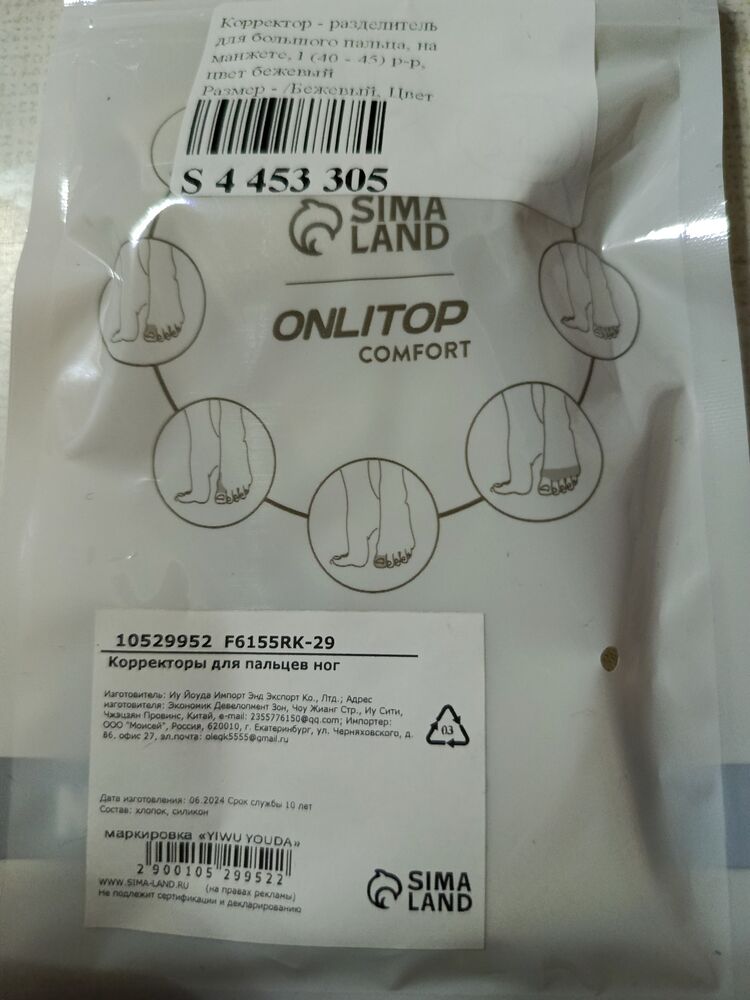 Корректор - разделитель
для большого пальца, на
манжете, 1 (40 - 45) р-р,
цвет бежевый
Размер - /Бежевый, Цвет
S 4 453 305
SIMA
LAND
ONLITOP
COMFORT
10529952 F6155RK-29
Корректоры для пальцев ног
Изготовитель: Иу Йоуда Импорт Энд Экспорт Ко., Лтд.; Адрес
изготовителя: Экономик Девелопмент Зон, Чоу Жианг Стр., Иу Сити,
Чжэцзян Провинс, Китай, e-mail: 2355776150@qq.com; Импортер:
ООО "Моисей", Россия, 620010, г. Екатеринбург, ул. Черняховского, д.
86, офис 27, эл.почта: olegk5555@gmail.ru
03
Дата изготовления: 06.2024 Срок службы 10 лет
Состав: хлопок, силикон
маркировка «YIWU YOUDA»
2 900105 299522
WWW.SIMA-LAND.RU (на правах рекламы)
Не подлежит сертификации и декларированию
SIMA
LAND